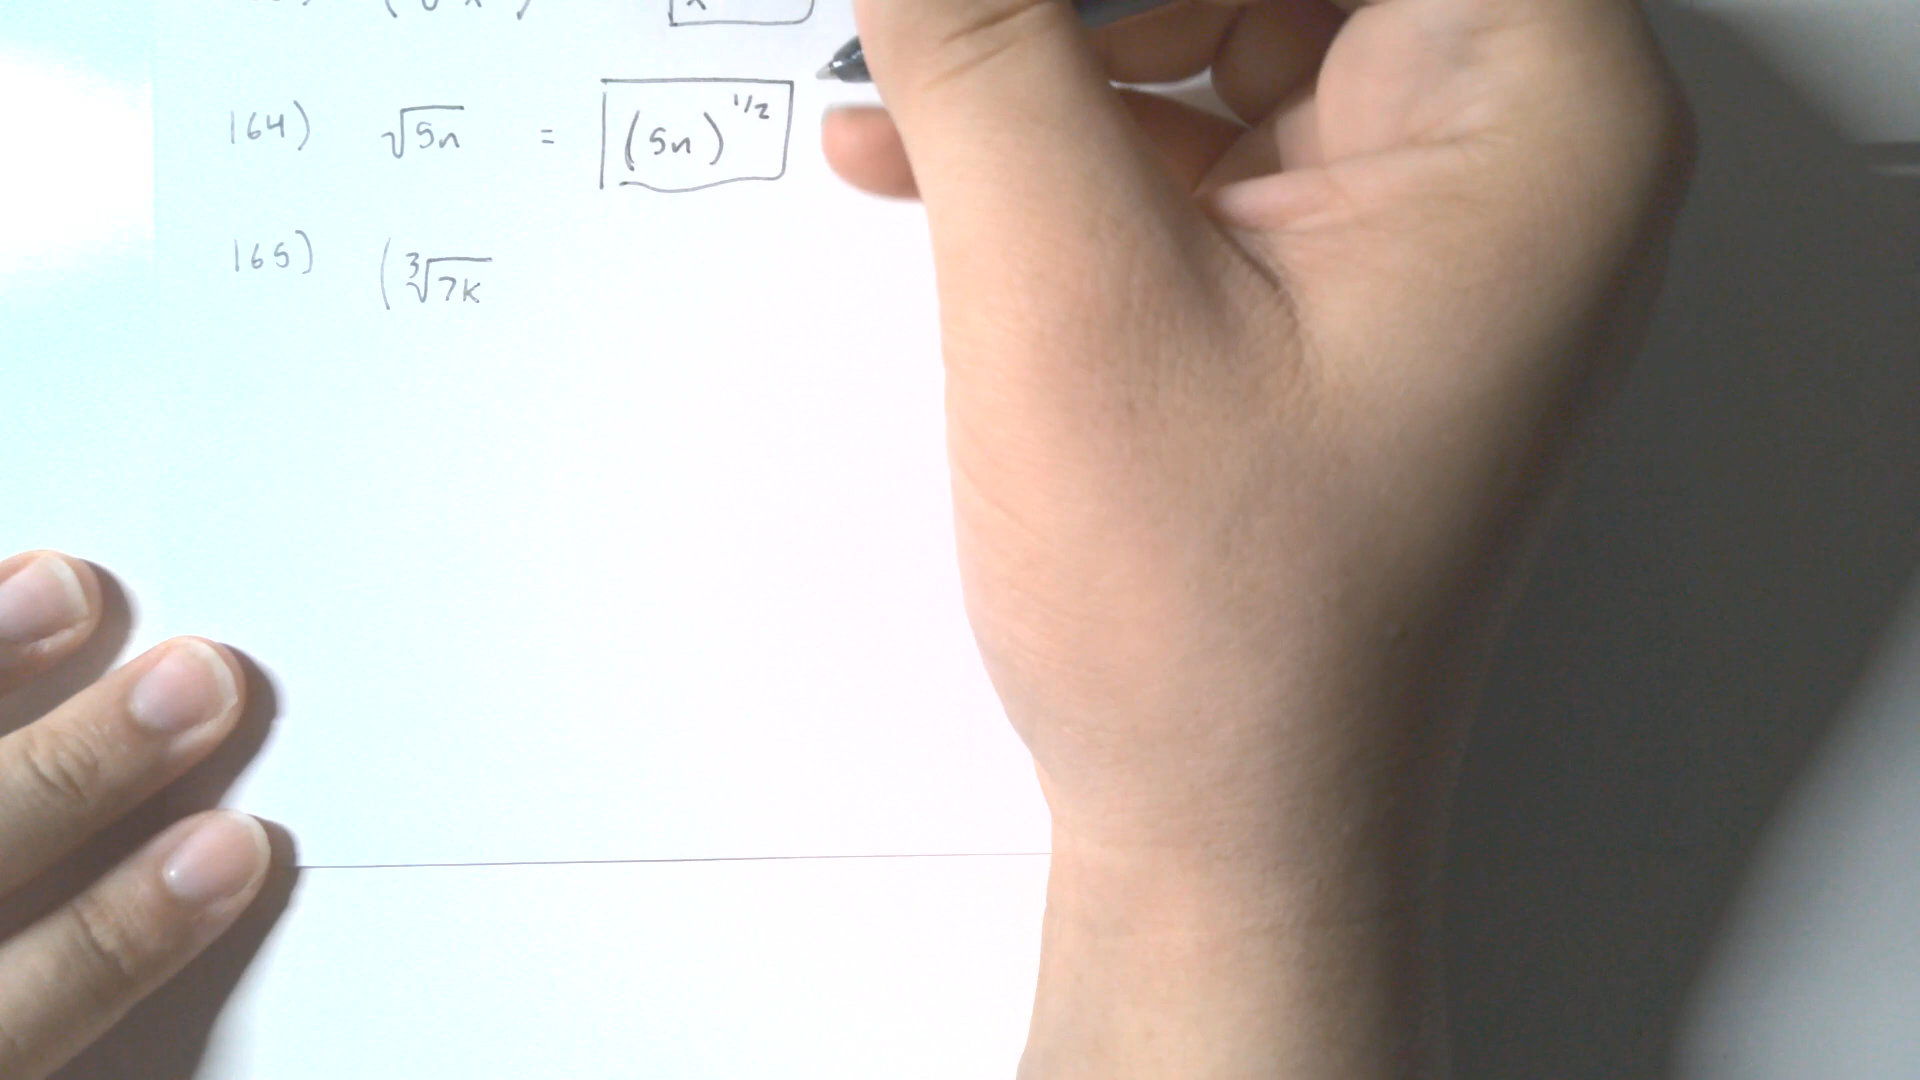 164) √5n = (5n)^1/2
165) (∛7k